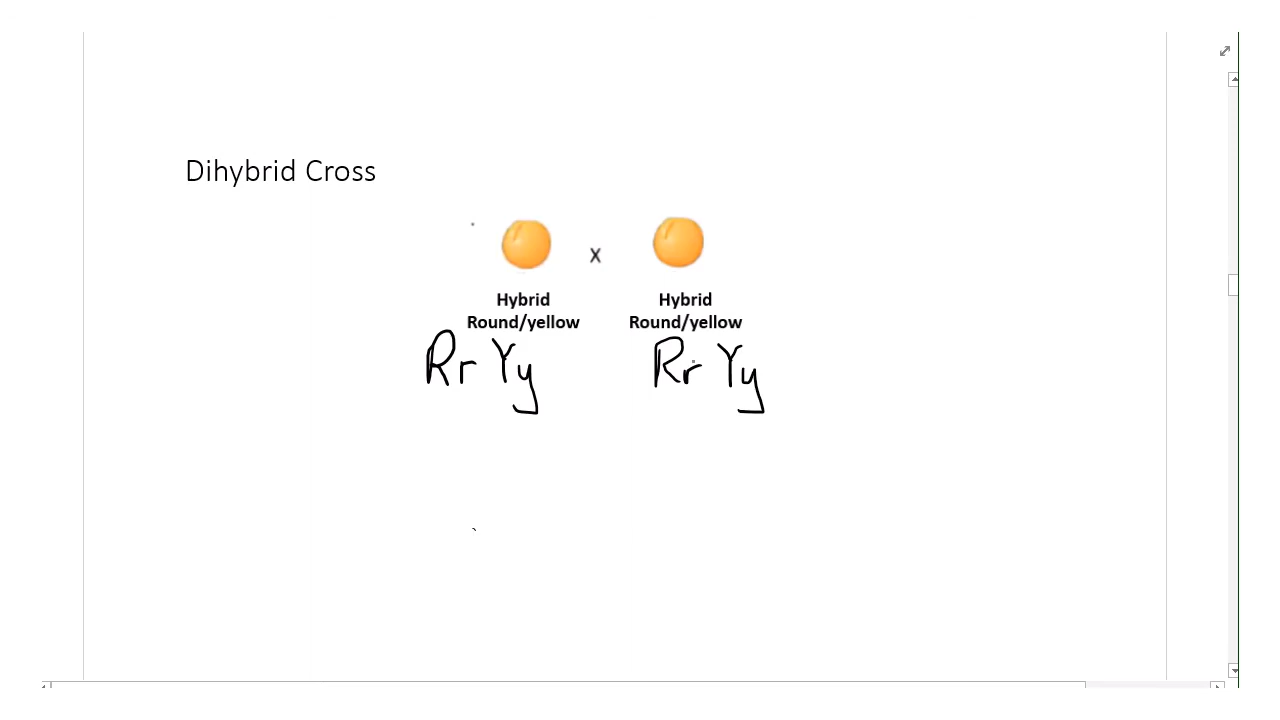 Dihybrid Cross
x
Hybrid Hybrid
Round/yellow Round/yellow
Rr Yy Rr Yy